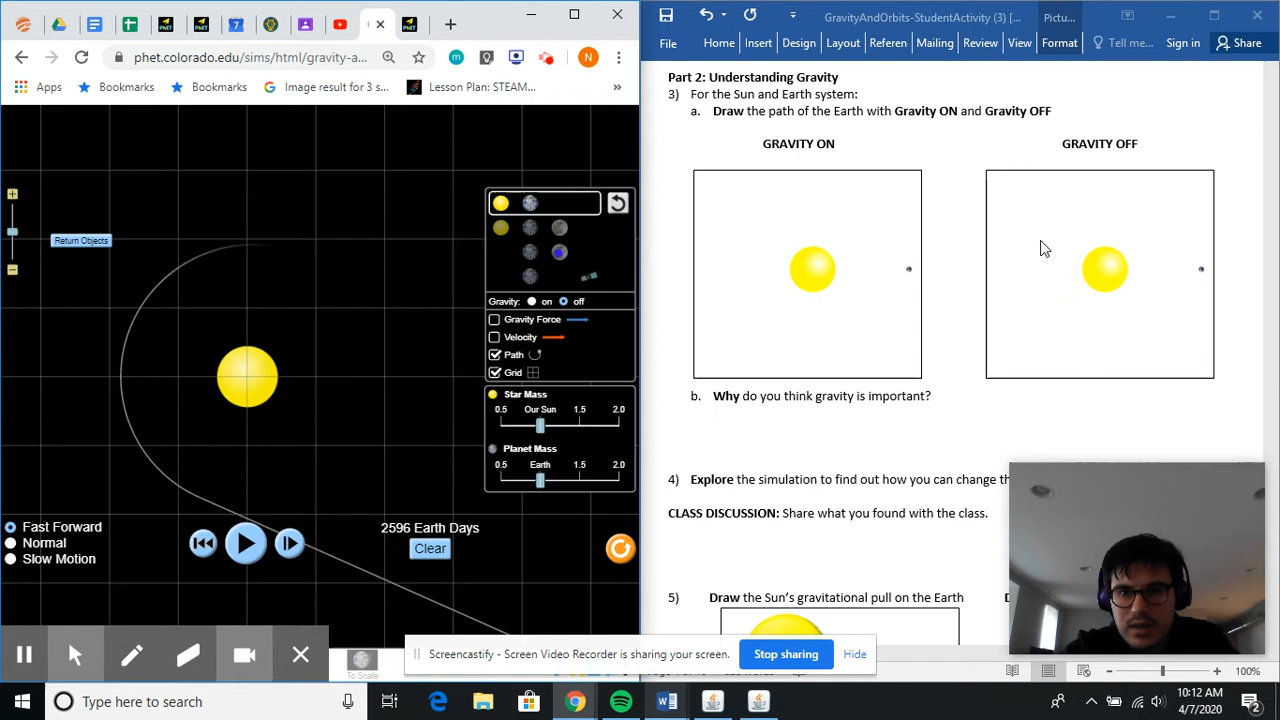 phet.colorado.edu/sims/html/gravity-a...
N
Apps
Bookmarks
Bookmarks
Image result for 3 s...
Lesson Plan: STEAM...
»
Return Objects
Gravity: on off
Gravity Force
Velocity
Path
Grid
Star Mass
0.5 Our Sun 1.5 2.0
Planet Mass
0.5 Earth 1.5 2.0
Fast Forward
Normal
Slow Motion
2596 Earth Days
Clear
To Scale
GravityAndOrbits-StudentActivity (3) [...
Pictu...
File Home Insert Design Layout Referen Mailing Review View Format Tell me... Sign in Share
Part 2: Understanding Gravity
3) For the Sun and Earth system:
a. Draw the path of the Earth with Gravity ON and Gravity OFF
GRAVITY ON GRAVITY OFF
b. Why do you think gravity is important?
4) Explore the simulation to find out how you can change th
CLASS DISCUSSION: Share what you found with the class.
5) Draw the Sun's gravitational pull on the Earth D
Screencastify - Screen Video Recorder is sharing your screen.
Stop sharing
Hide
100%
Type here to search
10:12 AM
4/7/2020
2